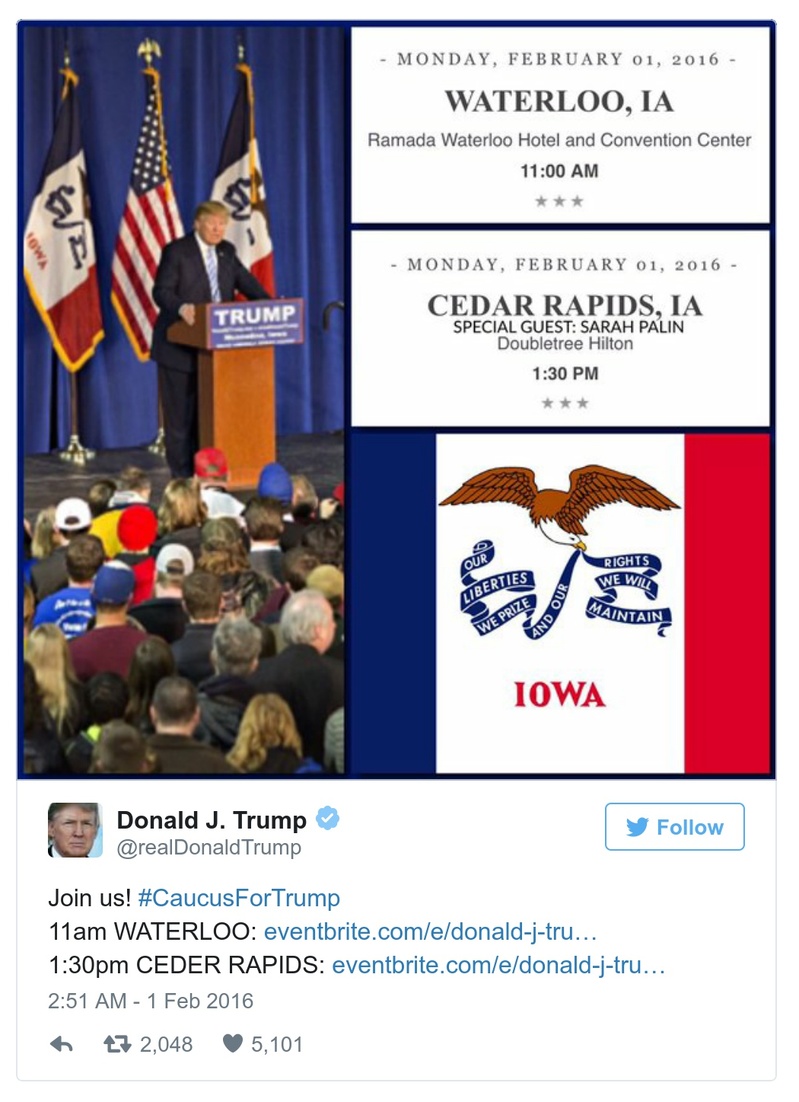 - MONDAY, FEBRUARY 01, 2016 -
WATERLOO, IA
Ramada Waterloo Hotel and Convention Center
11:00 AM
- MONDAY, FEBRUARY 01, 2016 -
CEDAR RAPIDS, IA
SPECIAL GUEST: SARAH PALIN
Doubletree Hilton
1:30 PM
IOWA
TRUMP
Muscatine, Iowa
OUR
LIBERTIES
WE PRIZE
AND OUR
RIGHTS
WE WILL
MAINTAIN
IOWA
Donald J. Trump
@realDonaldTrump
Follow
Join us! #CaucusForTrump
11am WATERLOO: eventbrite.com/e/donald-j-tru…
1:30pm CEDER RAPIDS: eventbrite.com/e/donald-j-tru…
2:51 AM - 1 Feb 2016
2,048 5,101